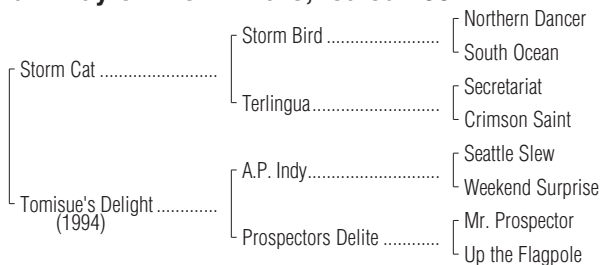 Northern Dancer
Storm Bird ........................
South Ocean
Storm Cat .........................
Secretariat
Terlingua...........................
Crimson Saint
Seattle Slew
A.P. Indy............................
Weekend Surprise
Tomisue's Delight .............
(1994)
Mr. Prospector
Prospectors Delite ............
Up the Flagpole